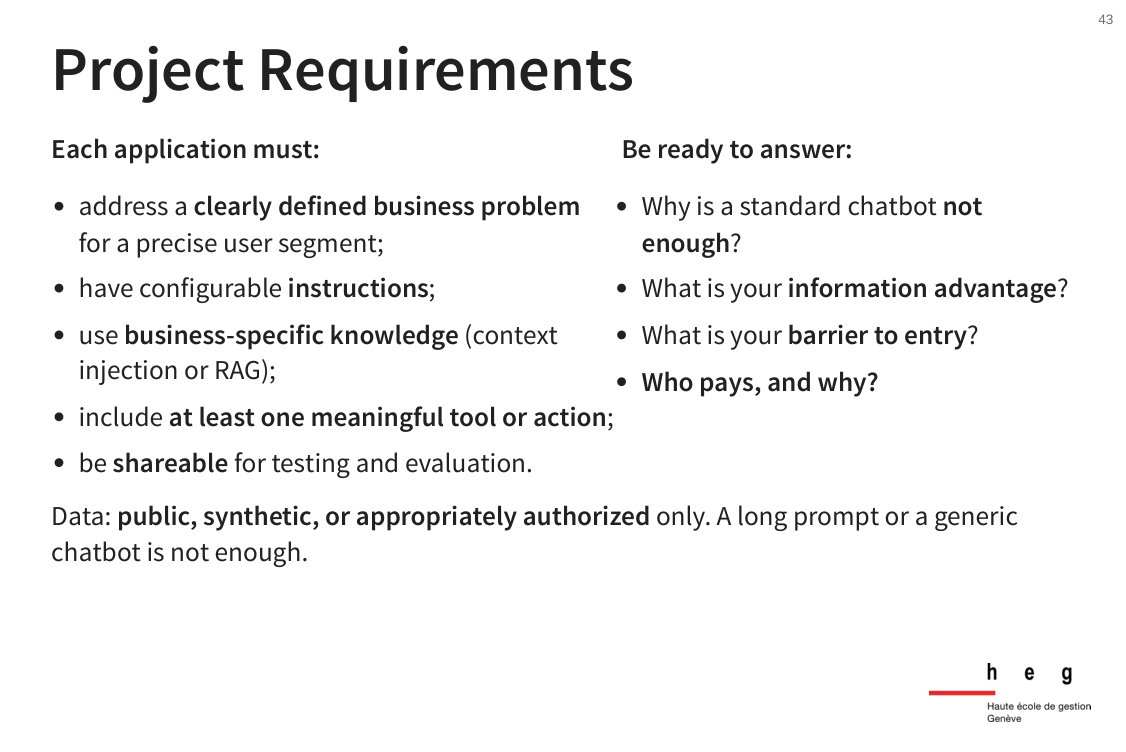 43
Project Requirements
Each application must:
• address a clearly defined business problem
for a precise user segment;
• have configurable instructions;
• use business-specific knowledge (context
injection or RAG);
• include at least one meaningful tool or action;
• be shareable for testing and evaluation.
Be ready to answer:
• Why is a standard chatbot not
enough?
• What is your information advantage?
• What is your barrier to entry?
• Who pays, and why?
Data: public, synthetic, or appropriately authorized only. A long prompt or a generic
chatbot is not enough.
h e g
Haute école de gestion
Genève